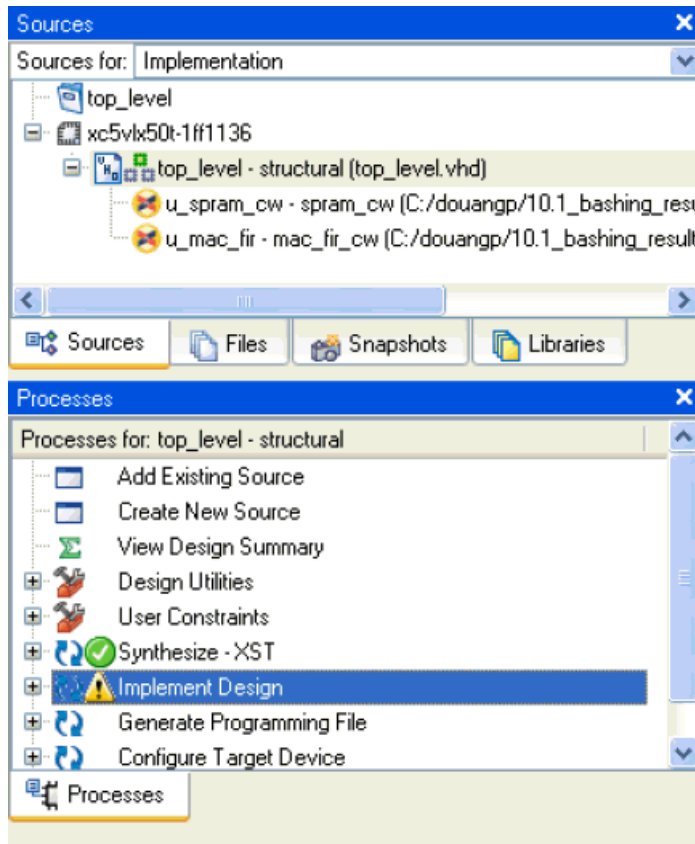 Sources
Sources for: Implementation
top_level
xc5vlx50t-1ff1136
top_level - structural (top_level.vhd)
u_spram_cw - spram_cw (C:/douangp/10.1_bashing_resu
u_mac_fir - mac_fir_cw (C:/douangp/10.1_bashing_result
Sources Files Snapshots Libraries
Processes
Processes for: top_level - structural
Add Existing Source
Create New Source
View Design Summary
Design Utilities
User Constraints
Synthesize - XST
Implement Design
Generate Programming File
Configure Target Device
Processes